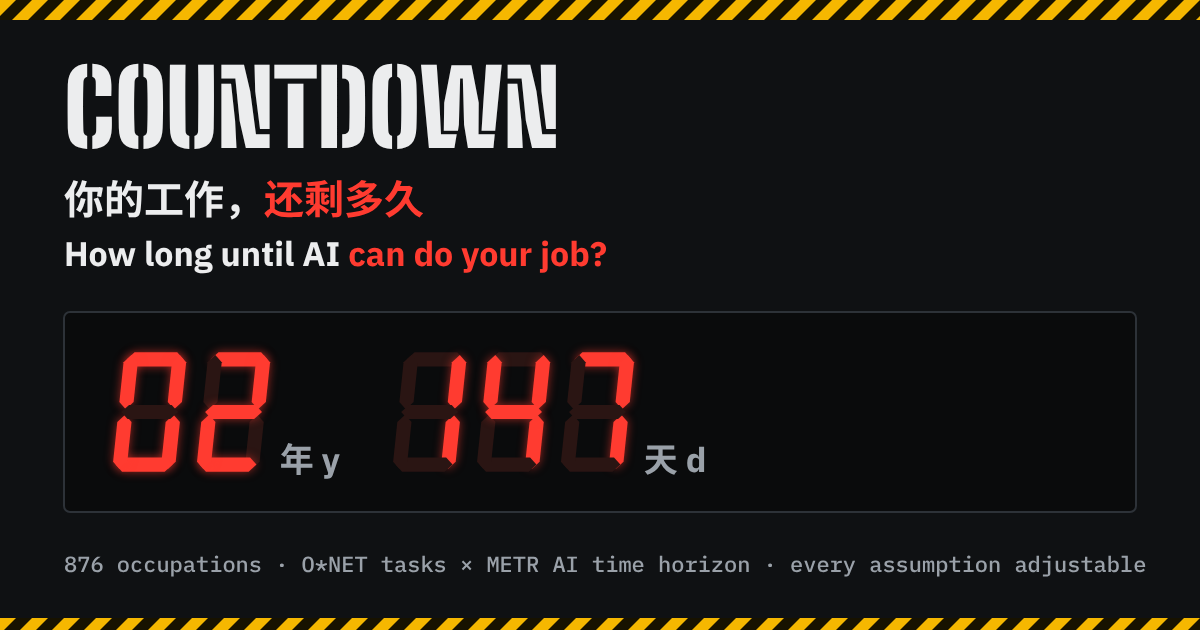 COUNTDOWN
你的工作，还剩多久
How long until AI can do your job?
02 年 y 147 天 d
876 occupations · O*NET tasks × METR AI time horizon · every assumption adjustable